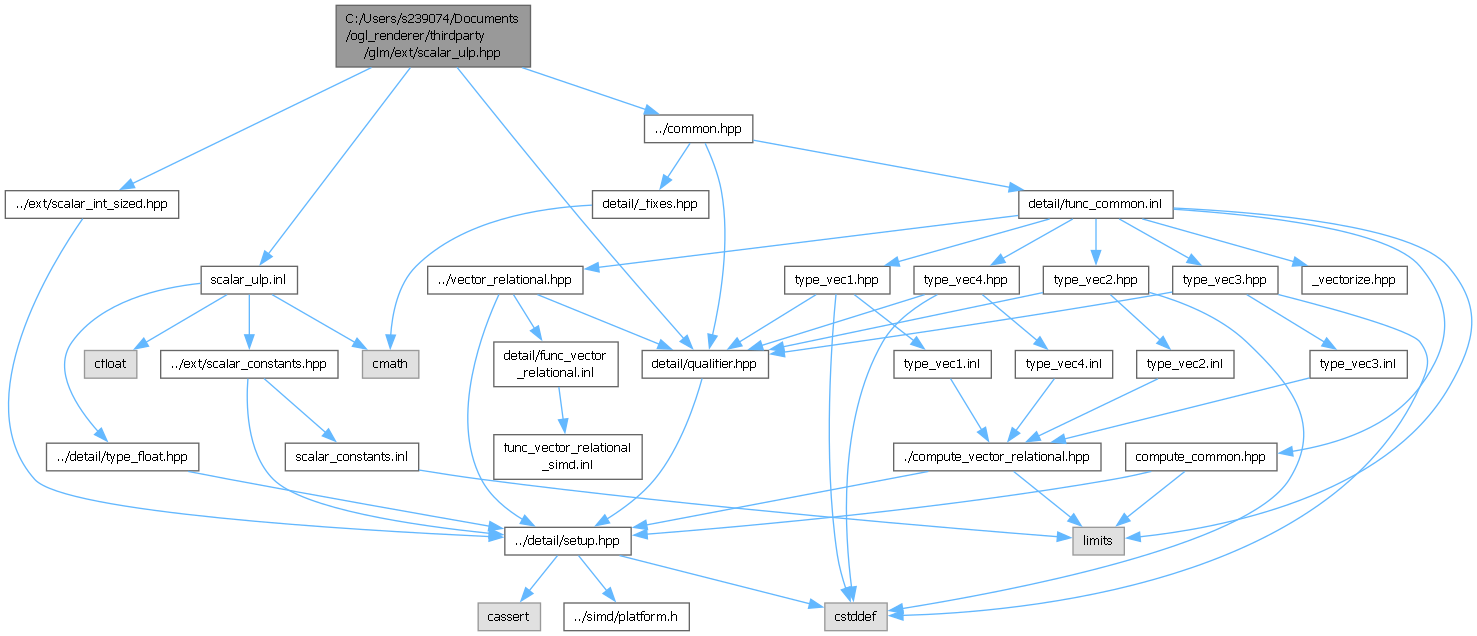 C:/Users/s239074/Documents
/ogl_renderer/thirdparty
/glm/ext/scalar_ulp.hpp
../common.hpp
../ext/scalar_int_sized.hpp
detail/_fixes.hpp
detail/func_common.inl
scalar_ulp.inl
../vector_relational.hpp
type_vec1.hpp
type_vec4.hpp
type_vec2.hpp
type_vec3.hpp
_vectorize.hpp
cfloat
../ext/scalar_constants.hpp
cmath
detail/func_vector
_relational.inl
detail/qualifier.hpp
type_vec1.inl
type_vec4.inl
type_vec2.inl
type_vec3.inl
../detail/type_float.hpp
scalar_constants.inl
func_vector_relational
_simd.inl
./compute_vector_relational.hpp
compute_common.hpp
../detail/setup.hpp
limits
cassert
../simd/platform.h
cstddef